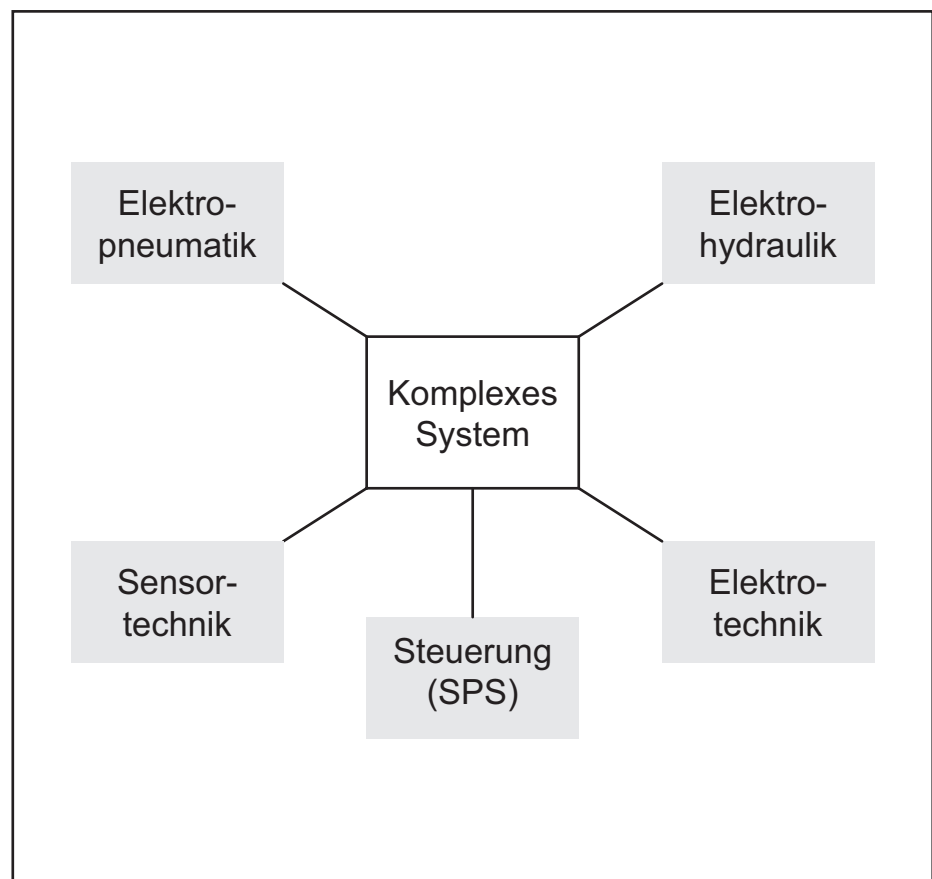 Elektro-
pneumatik
Elektro-
hydraulik
Komplexes
System
Sensor-
technik
Steuerung
(SPS)
Elektro-
technik